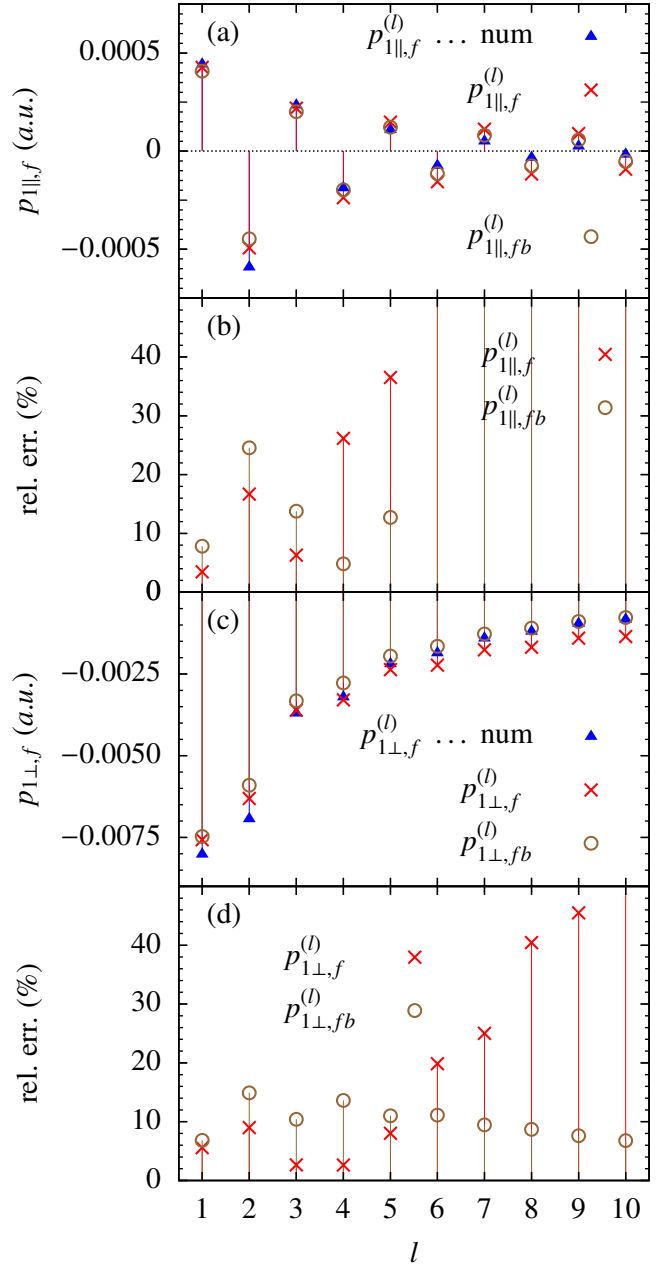 (a)
p_{1∥,f}^{(l)} … num
p_{1∥,f}^{(l)}
p_{1∥,fb}^{(l)}
0.0005
0
−0.0005
p_{1∥,f} (a.u.)
(b)
p_{1∥,f}^{(l)}
p_{1∥,fb}^{(l)}
40
30
20
10
0
rel. err. (%)
(c)
p_{1⊥,f}^{(l)} … num
p_{1⊥,f}^{(l)}
p_{1⊥,fb}^{(l)}
−0.0025
−0.0050
−0.0075
p_{1⊥,f} (a.u.)
(d)
p_{1⊥,f}^{(l)}
p_{1⊥,fb}^{(l)}
40
30
20
10
0
rel. err. (%)
1 2 3 4 5 6 7 8 9 10
l